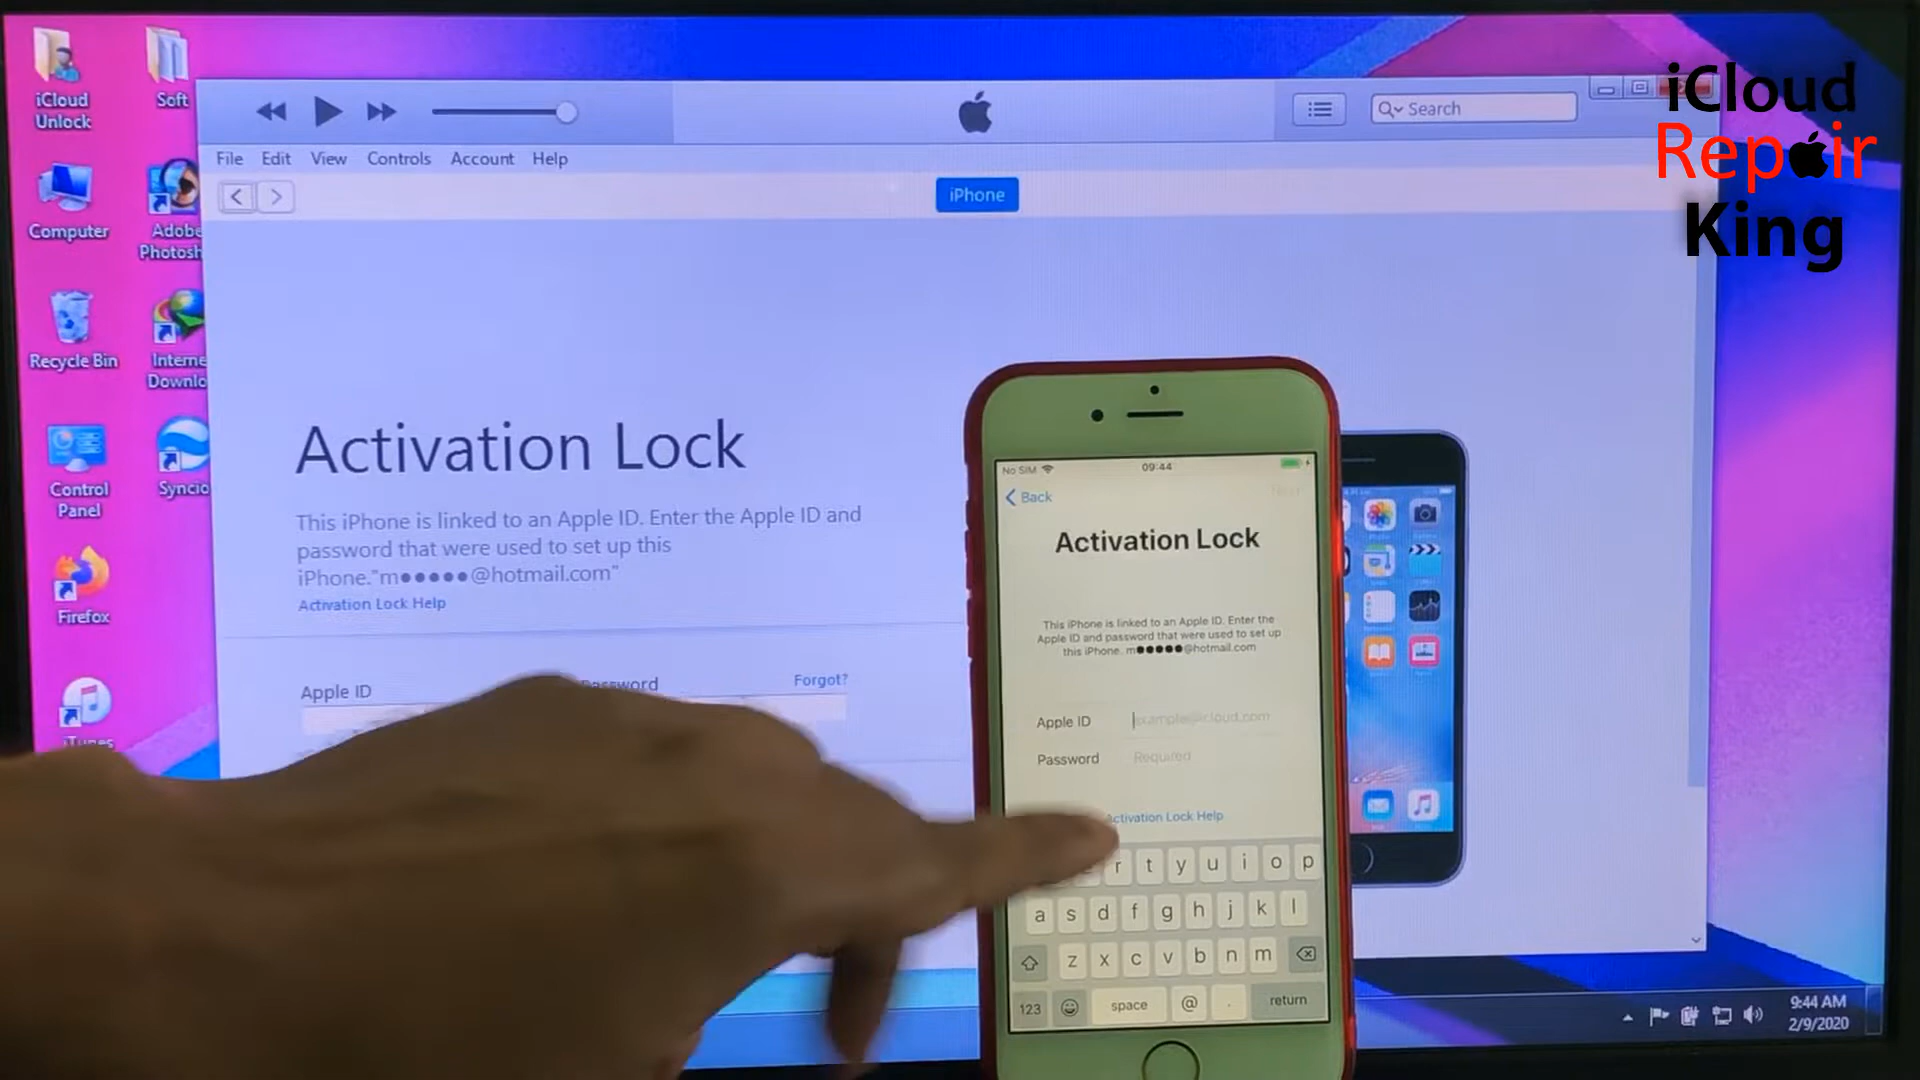 iCloud
Repair
King
iCloud
Unlock
Soft
Computer
Adobe
Photosh
Recycle Bin
Interne
Downlo
Control
Panel
Syncio
Firefox
iTunes
Search
File Edit View Controls Account Help
iPhone
Activation Lock
This iPhone is linked to an Apple ID. Enter the Apple ID and
password that were used to set up this
iPhone."m●●●●●@hotmail.com"
Activation Lock Help
Apple ID
Password
Forgot?
No SIM
09:44
Back
Activation Lock
This iPhone is linked to an Apple ID. Enter the
Apple ID and password that were used to set up
this iPhone. m●●●●●@hotmail.com
Apple ID example@icloud.com
Password Required
Activation Lock Help
r t y u i o p
a s d f g h j k l
z x c v b n m
123 space @ . return
9:44 AM
2/9/2020